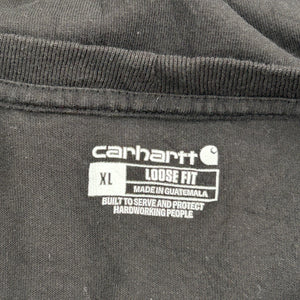 carhartt
XL LOOSE FIT
MADE IN GUATEMALA
BUILT TO SERVE AND PROTECT
HARDWORKING PEOPLE